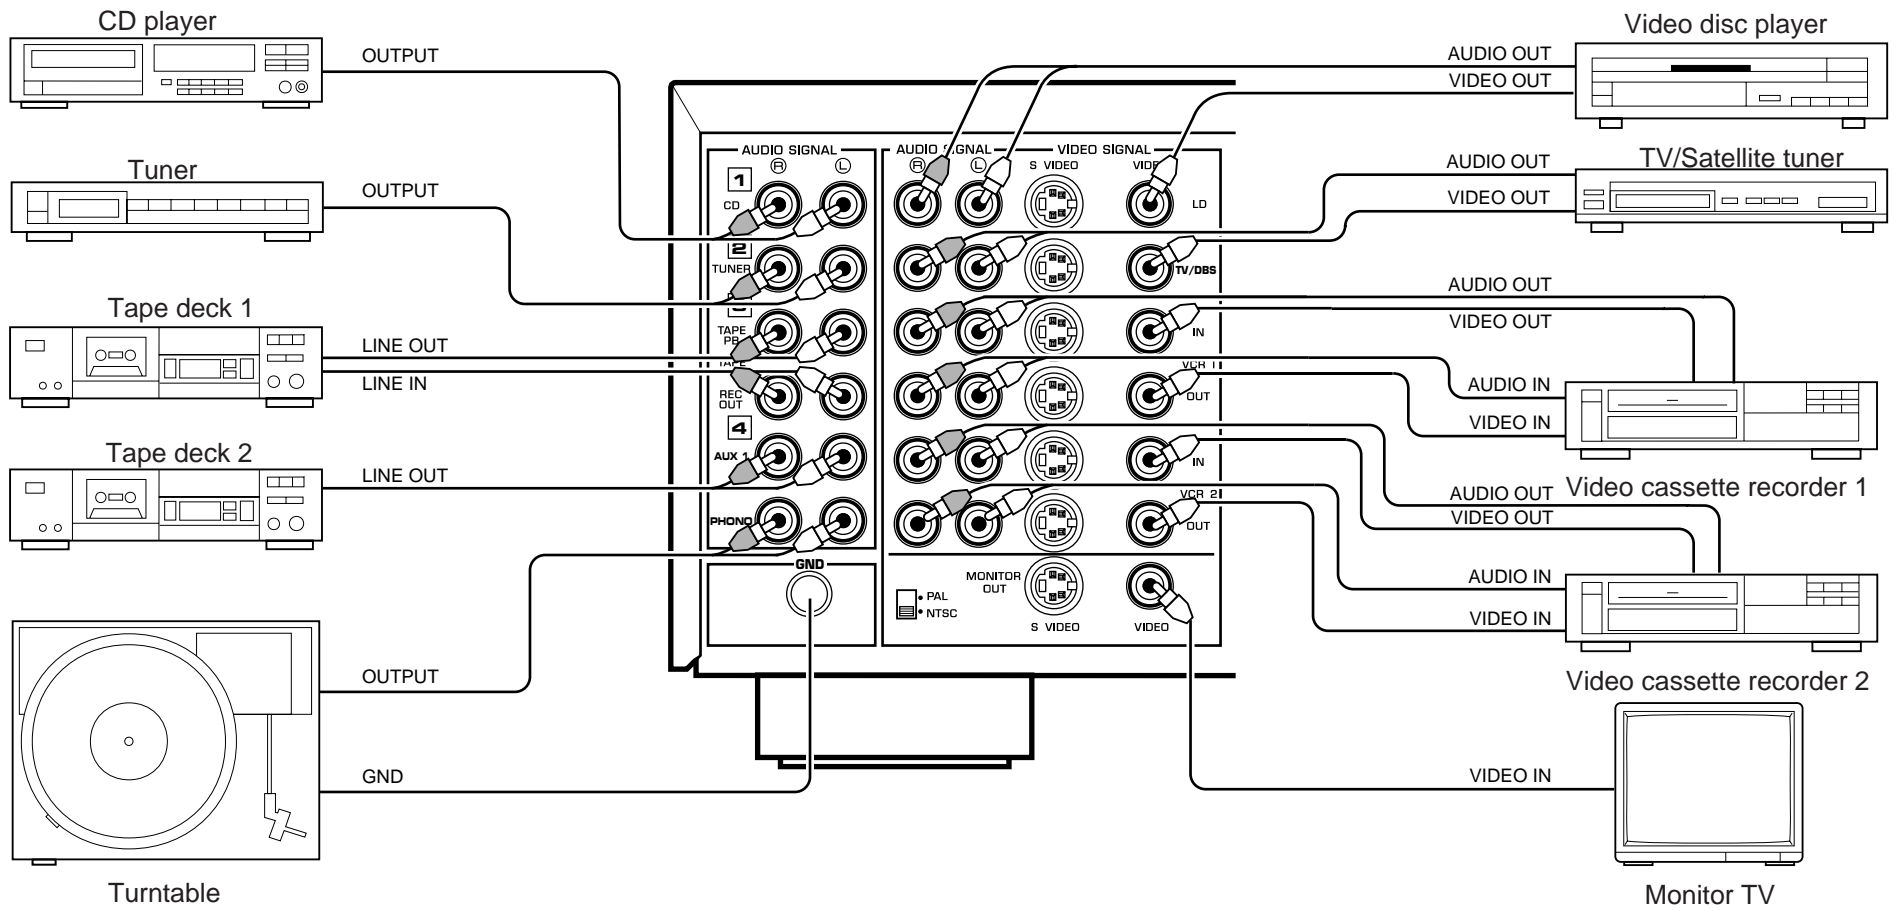 CD player
OUTPUT
Tuner
OUTPUT
Tape deck 1
LINE OUT
LINE IN
Tape deck 2
LINE OUT
OUTPUT
GND
Turntable
AUDIO SIGNAL
R L
1
CD
2
TUNER
TAPE
PB
TAPE
REC
OUT
4
AUX 1
PHONO
GND
AUDIO SIGNAL VIDEO SIGNAL
R L S VIDEO VIDEO
LD
TV/DBS
IN
VCR 1
OUT
IN
VCR 2
OUT
MONITOR
OUT
PAL
NTSC
S VIDEO VIDEO
Video disc player
AUDIO OUT
VIDEO OUT
TV/Satellite tuner
AUDIO OUT
VIDEO OUT
AUDIO OUT
VIDEO OUT
AUDIO IN
VIDEO IN
Video cassette recorder 1
AUDIO OUT
VIDEO OUT
AUDIO IN
VIDEO IN
Video cassette recorder 2
VIDEO IN
Monitor TV